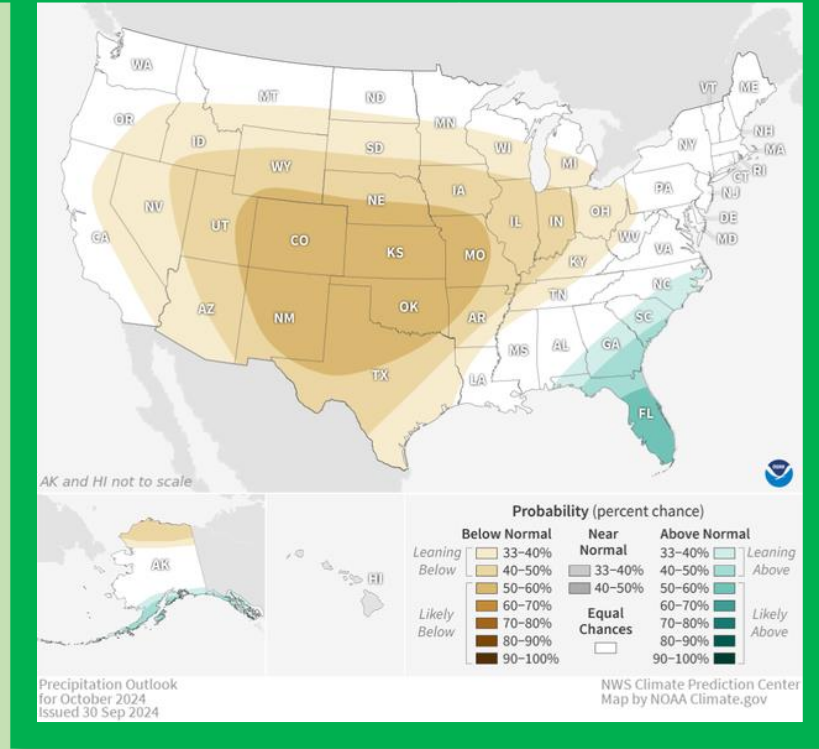 WA
MT
ND
MN
VT
ME
OR
ID
SD
WI
MI
NY
NH
MA
RI
CT
WY
IA
NE
PA
NJ
NV
UT
IL
IN
OH
DE
MD
CA
CO
KS
MO
WV
VA
KY
NC
AZ
NM
OK
AR
TN
SC
TX
LA
MS
AL
GA
FL
AK and HI not to scale
AK
HI
Probability (percent chance)
Below Normal
Near Normal
Above Normal
Leaning Below
33–40%
40–50%
Likely Below
50–60%
60–70%
70–80%
80–90%
90–100%
33–40%
40–50%
Equal Chances
33–40%
40–50%
Leaning Above
50–60%
60–70%
70–80%
80–90%
90–100%
Likely Above
Precipitation Outlook
for October 2024
Issued 30 Sep 2024
NWS Climate Prediction Center
Map by NOAA Climate.gov